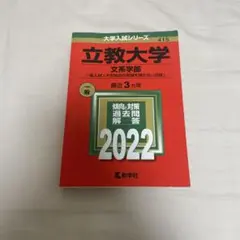 大学入試シリーズ
415
立教大学
文系学部
最近3カ年
傾向と対策
過去問
解答
2022
教学社